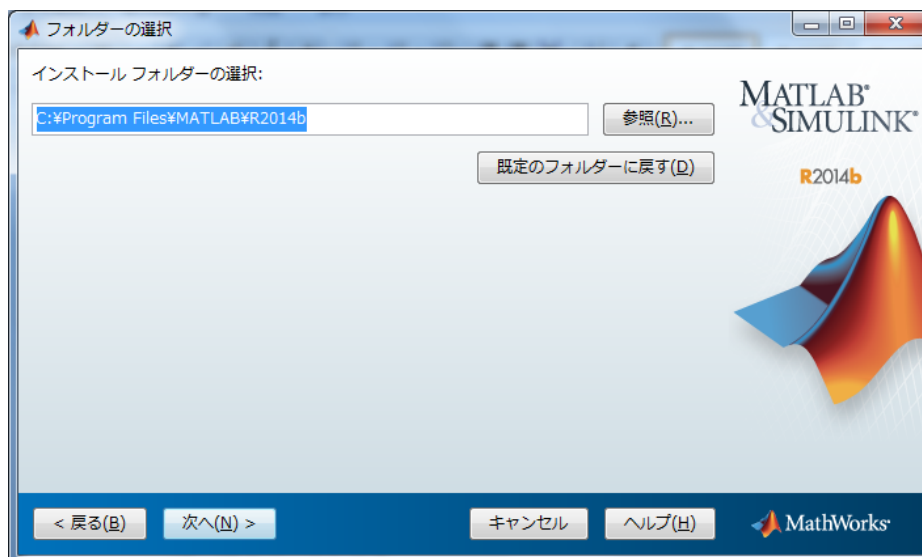 フォルダーの選択
インストール フォルダーの選択:
C:¥Program Files¥MATLAB¥R2014b
参照(R)...
既定のフォルダーに戻す(D)
MATLAB®
&SIMULINK®
R2014b
< 戻る(B)
次へ(N) >
キャンセル
ヘルプ(H)
MathWorks®